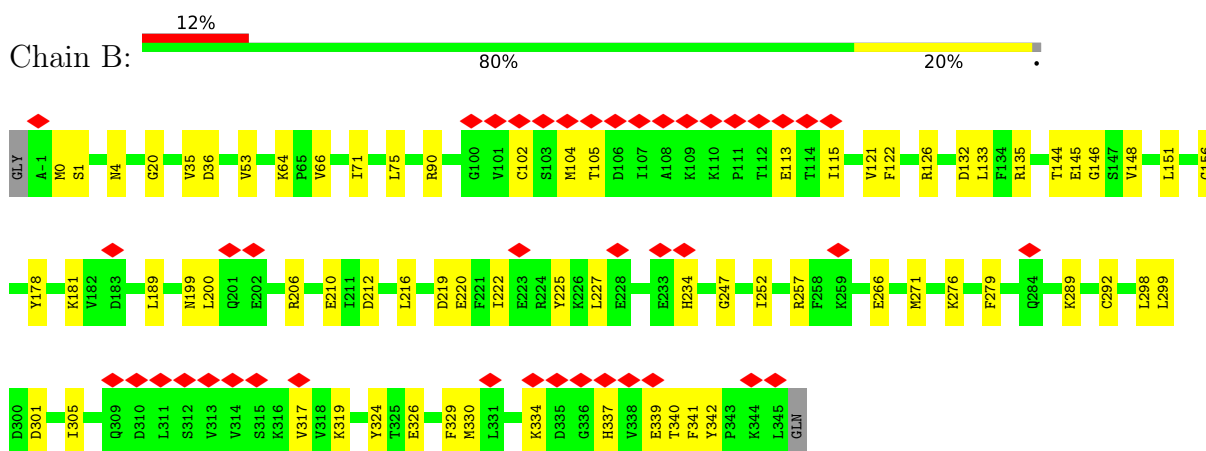 12%
Chain B:
80% 20% •
GLY A-1 M0 S1 N4 G20 V35 D36 V53 K64 P65 V66 I71 L75 R90 G100 V101 C102 S103 M104 T105 D106 I107 A108 K109 K110 P111 T112 E113 T114 I115 V121 F122 R126 D132 L133 F134 R135 T144 E145 G146 S147 V148 L151 G156
Y178 K181 V182 D183 L189 N199 L200 Q201 E202 R206 E210 I211 D212 L216 D219 E220 F221 I222 E223 R224 Y225 K226 L227 E228 E233 H234 G247 I252 R257 F258 K259 E266 M271 K276 F279 Q284 K289 C292 L298 L299
D300 D301 I305 Q309 D310 L311 S312 V313 V314 S315 K316 V317 V318 K319 Y324 T325 E326 F329 M330 L331 K334 D335 G336 H337 V338 E339 T340 F341 Y342 P343 K344 L345 GLN